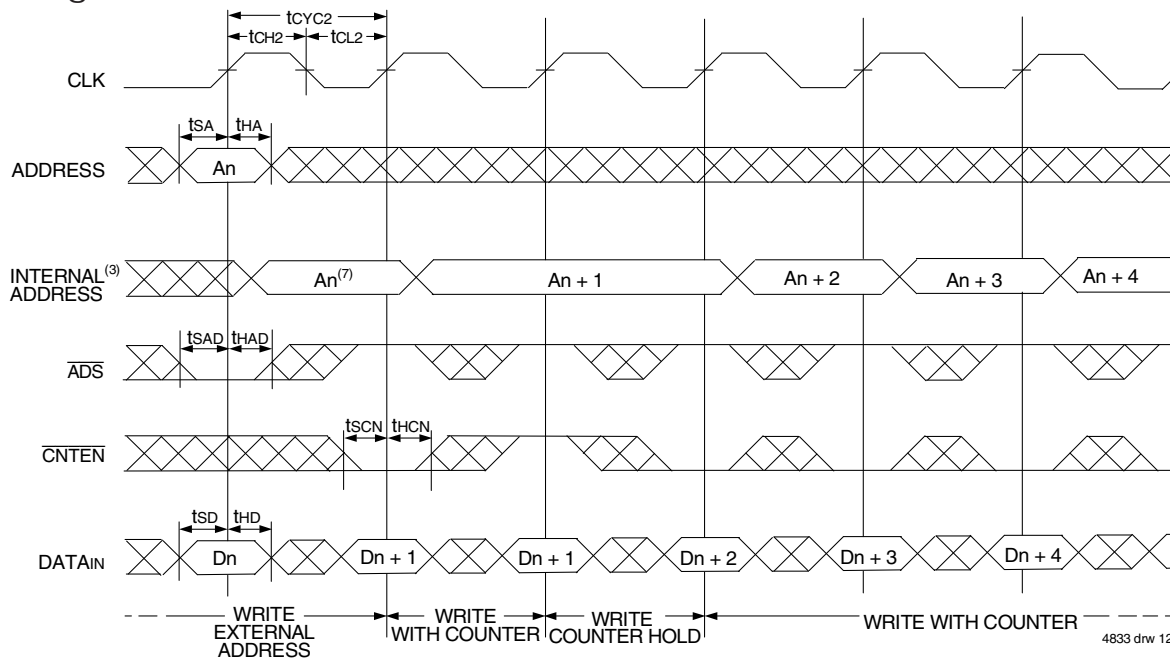 tCYC2
tCH2 tCL2
CLK
tSA tHA
ADDRESS An
INTERNAL(3) ADDRESS An(7) An + 1 An + 2 An + 3 An + 4
tSAD tHAD
ADS
tSCN tHCN
CNTEN
tSD tHD
DATAIN Dn Dn + 1 Dn + 1 Dn + 2 Dn + 3 Dn + 4
WRITE EXTERNAL ADDRESS
WRITE WITH COUNTER
WRITE COUNTER HOLD
WRITE WITH COUNTER
4833 drw 12